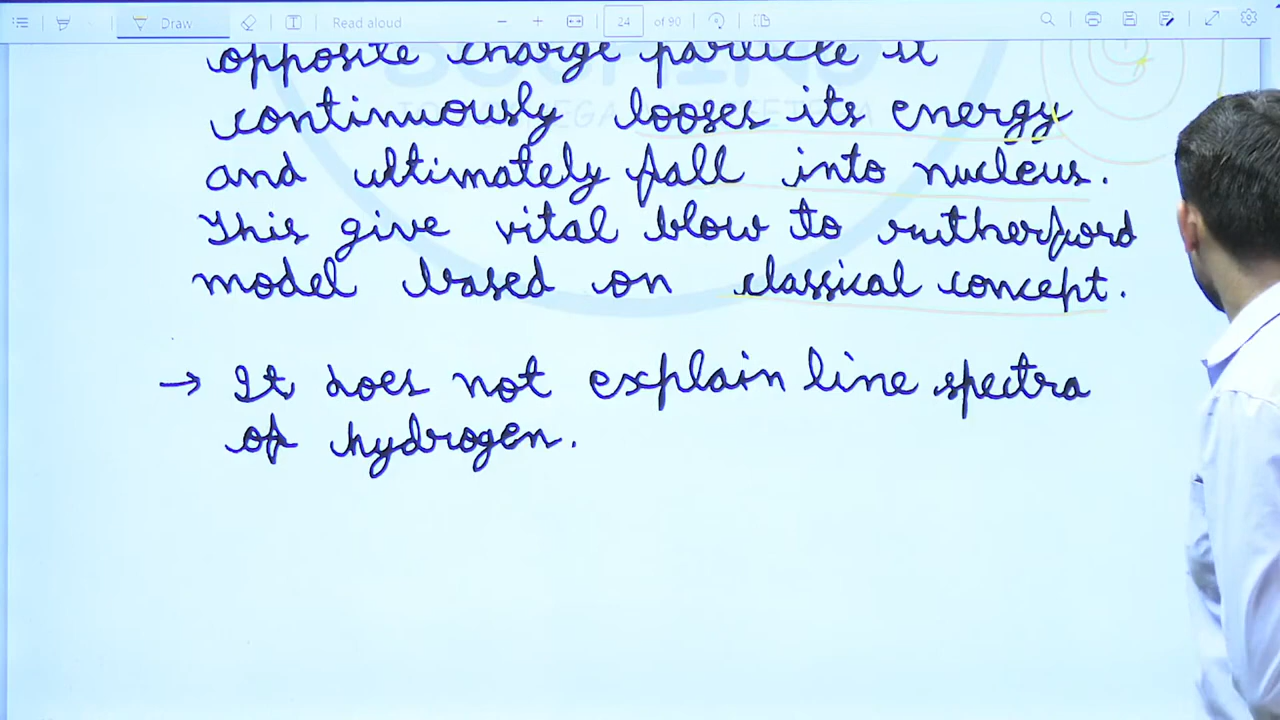 Draw
Read aloud
24 of 90
opposite charge particle it
continuously looses its energy
and ultimately fall into nucleus.
This give vital blow to rutherford
model based on classical concept.
→ It does not explain line spectra
of hydrogen.